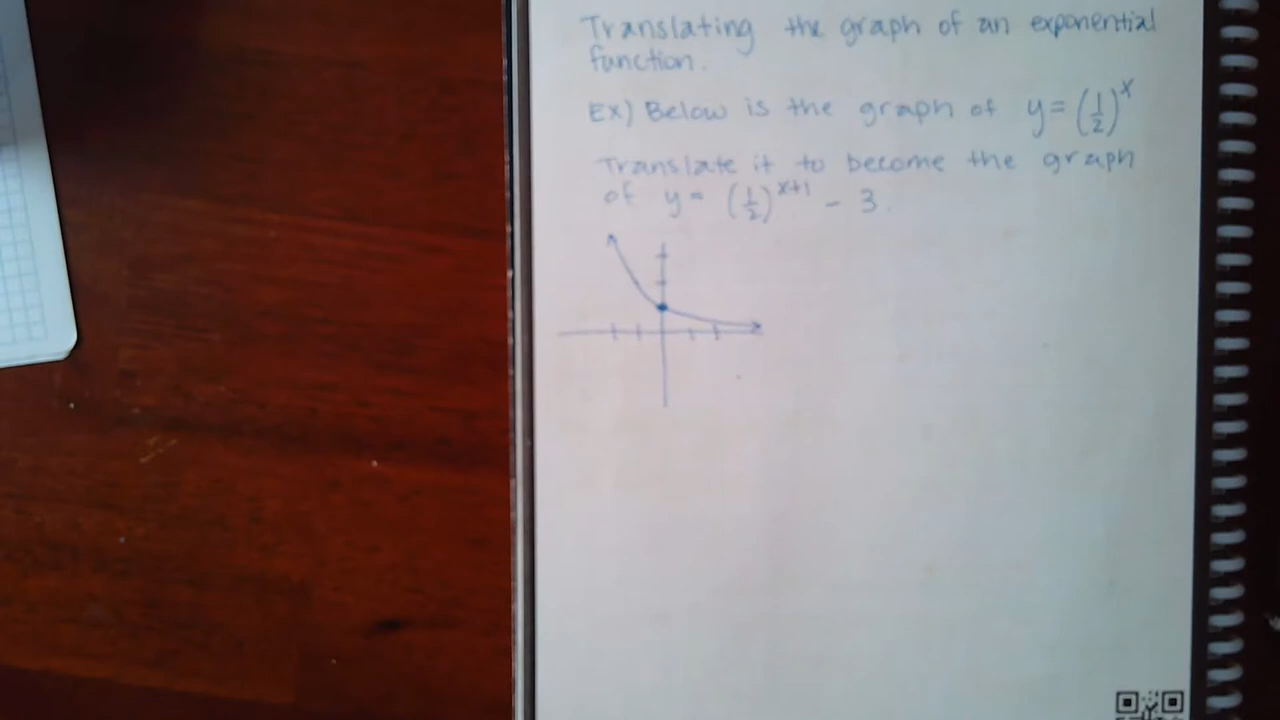 Translating the graph of an exponential
function.
Ex) Below is the graph of y = (1/2)^x
Translate it to become the graph
of y = (1/2)^(x+1) - 3.